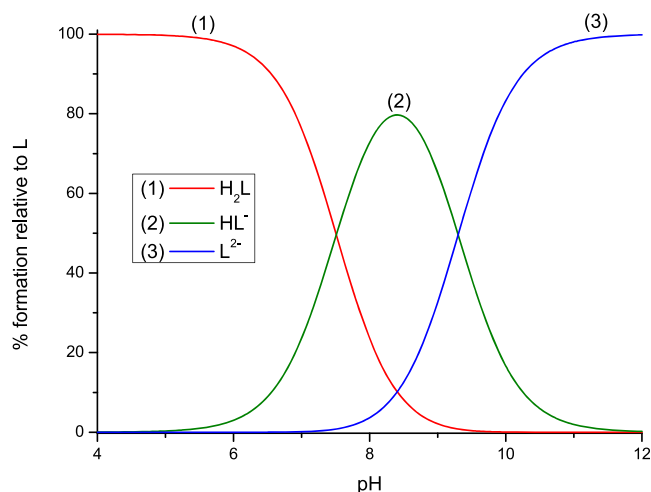 (1)
(3)
100
(2)
80
(1) H₂L
(2) HL⁻
(3) L²⁻
60
40
20
0
4 6 8 10 12
pH
% formation relative to L